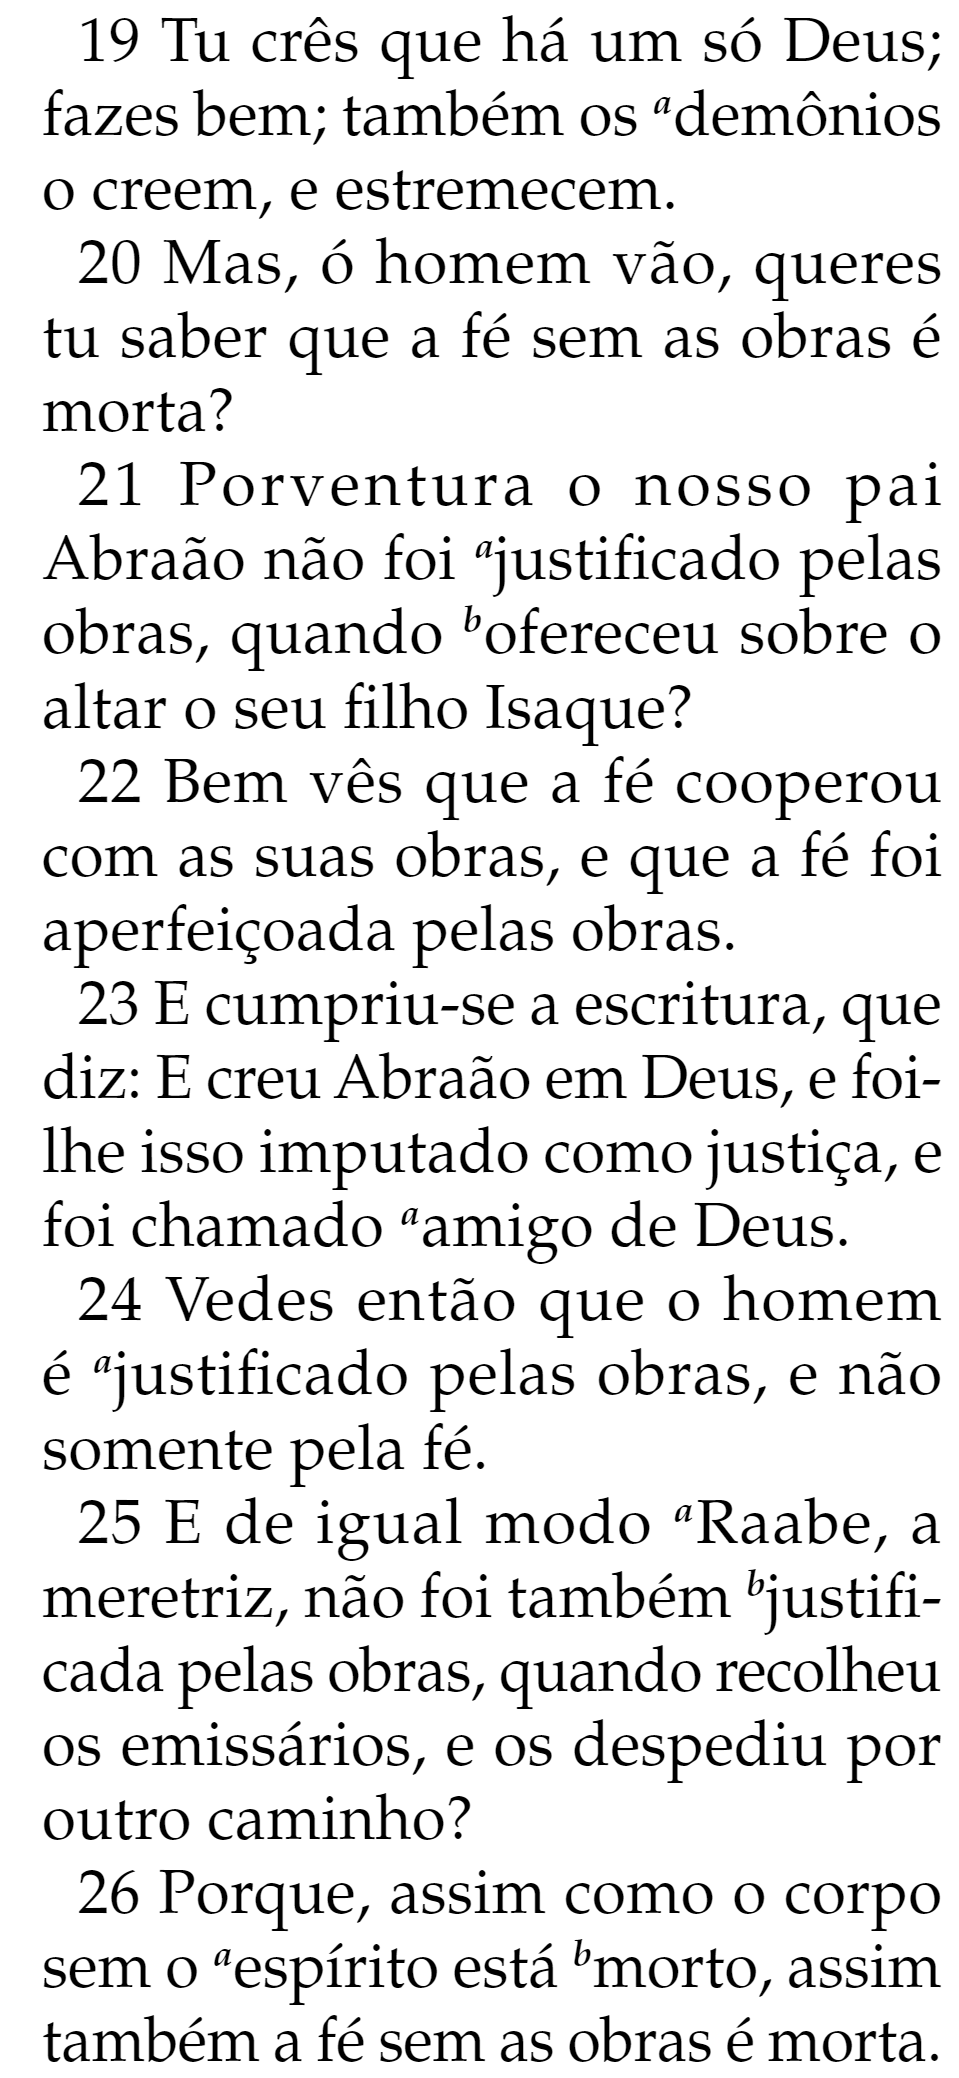 19 Tu crês que há um só Deus;
fazes bem; também os ᵃdemônios
o creem, e estremecem.
20 Mas, ó homem vão, queres
tu saber que a fé sem as obras é
morta?
21 Porventura o nosso pai
Abraão não foi ᵃjustificado pelas
obras, quando ᵇofereceu sobre o
altar o seu filho Isaque?
22 Bem vês que a fé cooperou
com as suas obras, e que a fé foi
aperfeiçoada pelas obras.
23 E cumpriu-se a escritura, que
diz: E creu Abraão em Deus, e foi-
lhe isso imputado como justiça, e
foi chamado ᵃamigo de Deus.
24 Vedes então que o homem
é ᵃjustificado pelas obras, e não
somente pela fé.
25 E de igual modo ᵃRaabe, a
meretriz, não foi também ᵇjustifi-
cada pelas obras, quando recolheu
os emissários, e os despediu por
outro caminho?
26 Porque, assim como o corpo
sem o ᵃespírito está ᵇmorto, assim
também a fé sem as obras é morta.